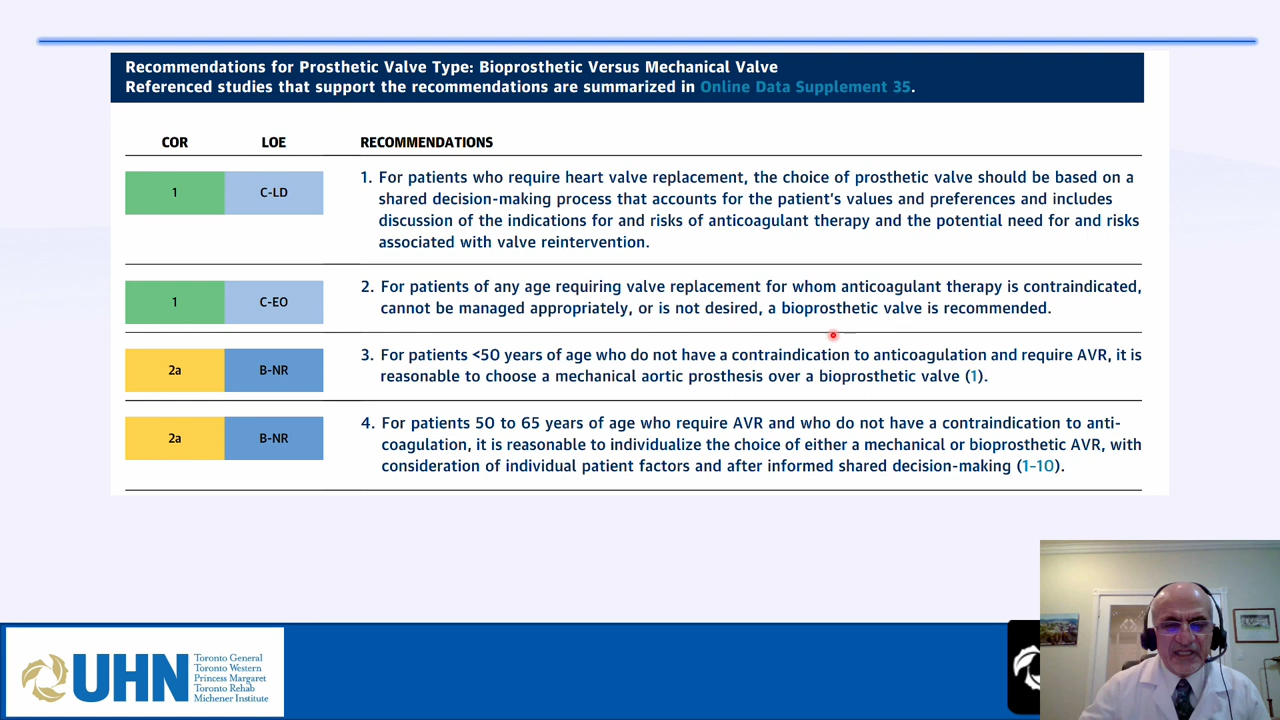 Recommendations for Prosthetic Valve Type: Bioprosthetic Versus Mechanical Valve
Referenced studies that support the recommendations are summarized in Online Data Supplement 35.
COR LOE RECOMMENDATIONS
1 C-LD
1. For patients who require heart valve replacement, the choice of prosthetic valve should be based on a
shared decision-making process that accounts for the patient's values and preferences and includes
discussion of the indications for and risks of anticoagulant therapy and the potential need for and risks
associated with valve reintervention.
1 C-EO
2. For patients of any age requiring valve replacement for whom anticoagulant therapy is contraindicated,
cannot be managed appropriately, or is not desired, a bioprosthetic valve is recommended.
2a B-NR
3. For patients <50 years of age who do not have a contraindication to anticoagulation and require AVR, it is
reasonable to choose a mechanical aortic prosthesis over a bioprosthetic valve (1).
2a B-NR
4. For patients 50 to 65 years of age who require AVR and who do not have a contraindication to anti-
coagulation, it is reasonable to individualize the choice of either a mechanical or bioprosthetic AVR, with
consideration of individual patient factors and after informed shared decision-making (1-10).
UHN
Toronto General
Toronto Western
Princess Margaret
Toronto Rehab
Michener Institute